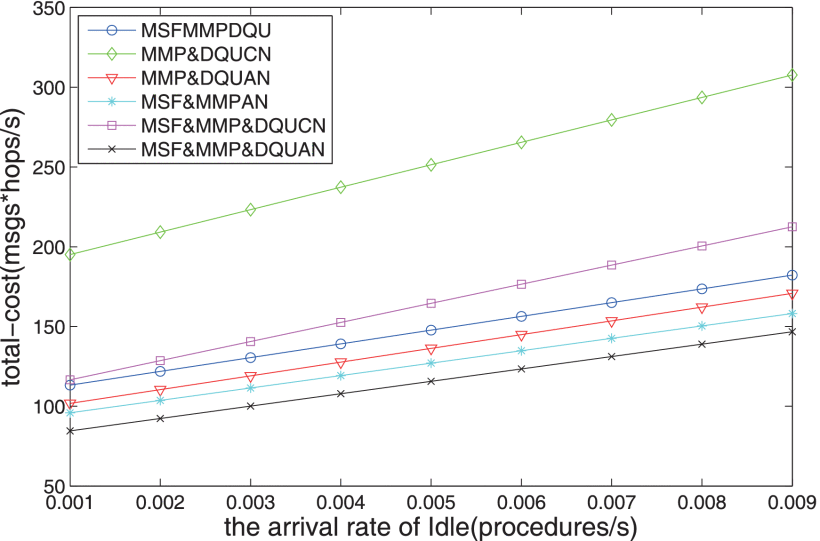 350
300
250
200
150
100
50
total-cost(msgs*hops/s)
MSFMMPDQU
MMP&DQUCN
MMP&DQUAN
MSF&MMPAN
MSF&MMP&DQUCN
MSF&MMP&DQUAN
0.001 0.002 0.003 0.004 0.005 0.006 0.007 0.008 0.009
the arrival rate of Idle(procedures/s)